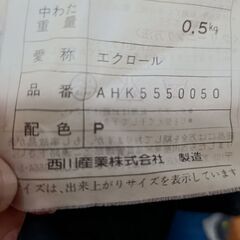 中わた
重量 0.5kg
愛称 エクロール
品番 AHK5550050
配色 P
西川産業株式会社 製造
イズは、出来上がりサイズを表示しています